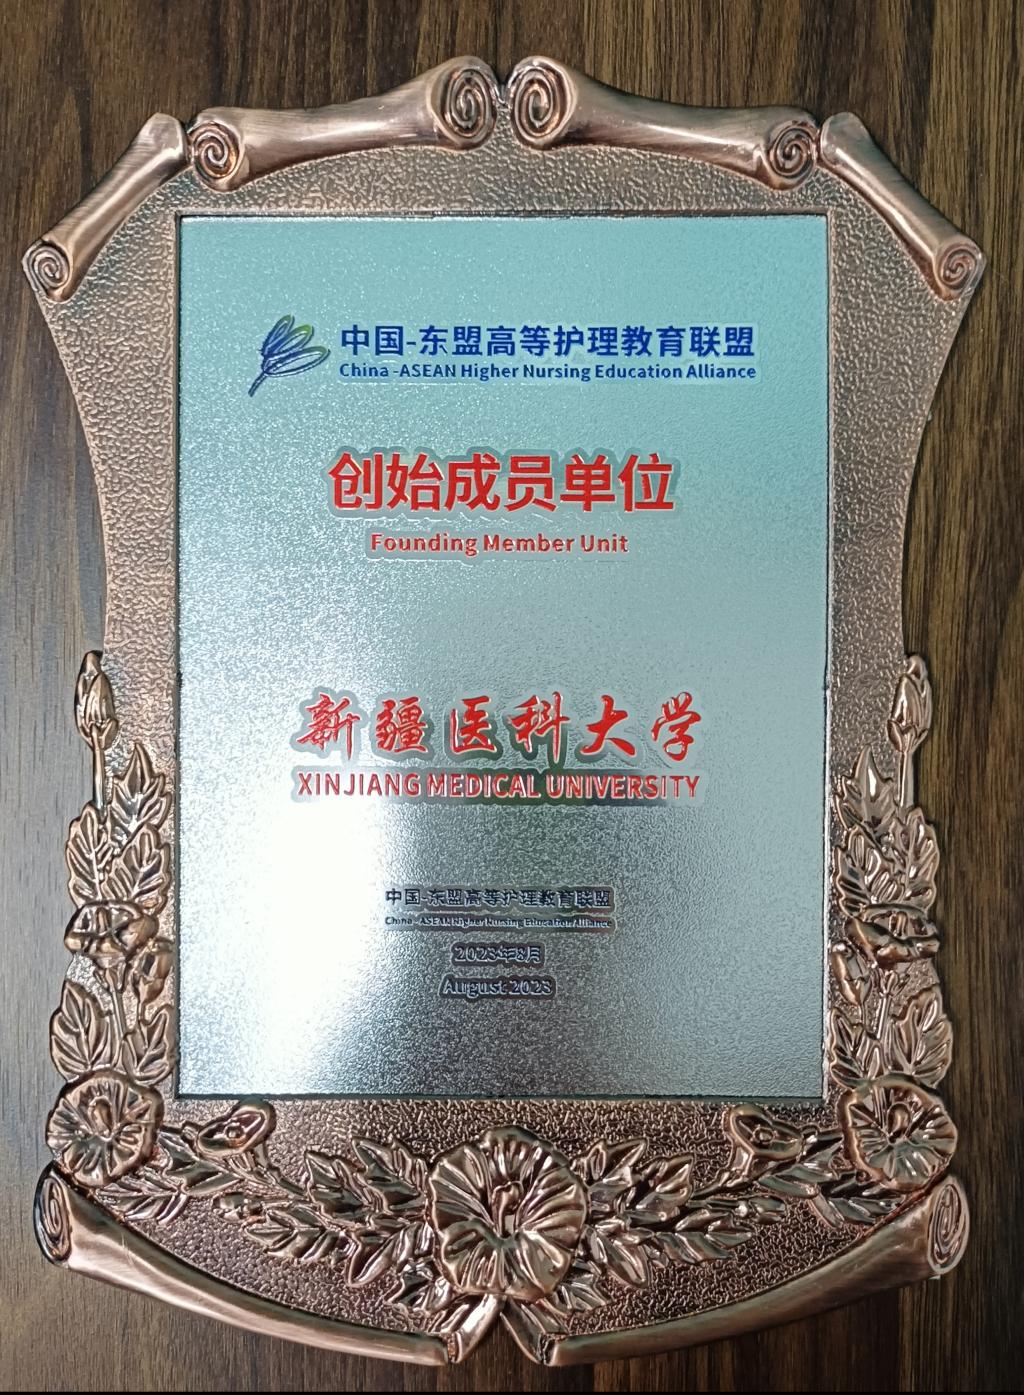 中国-东盟高等护理教育联盟
China -ASEAN Higher Nursing Education Alliance
创始成员单位
Founding Member Unit
新疆医科大学
XINJIANG MEDICAL UNIVERSITY
中国-东盟高等护理教育联盟
China -ASEAN Higher Nursing Education Alliance
2023年8月
August 2023